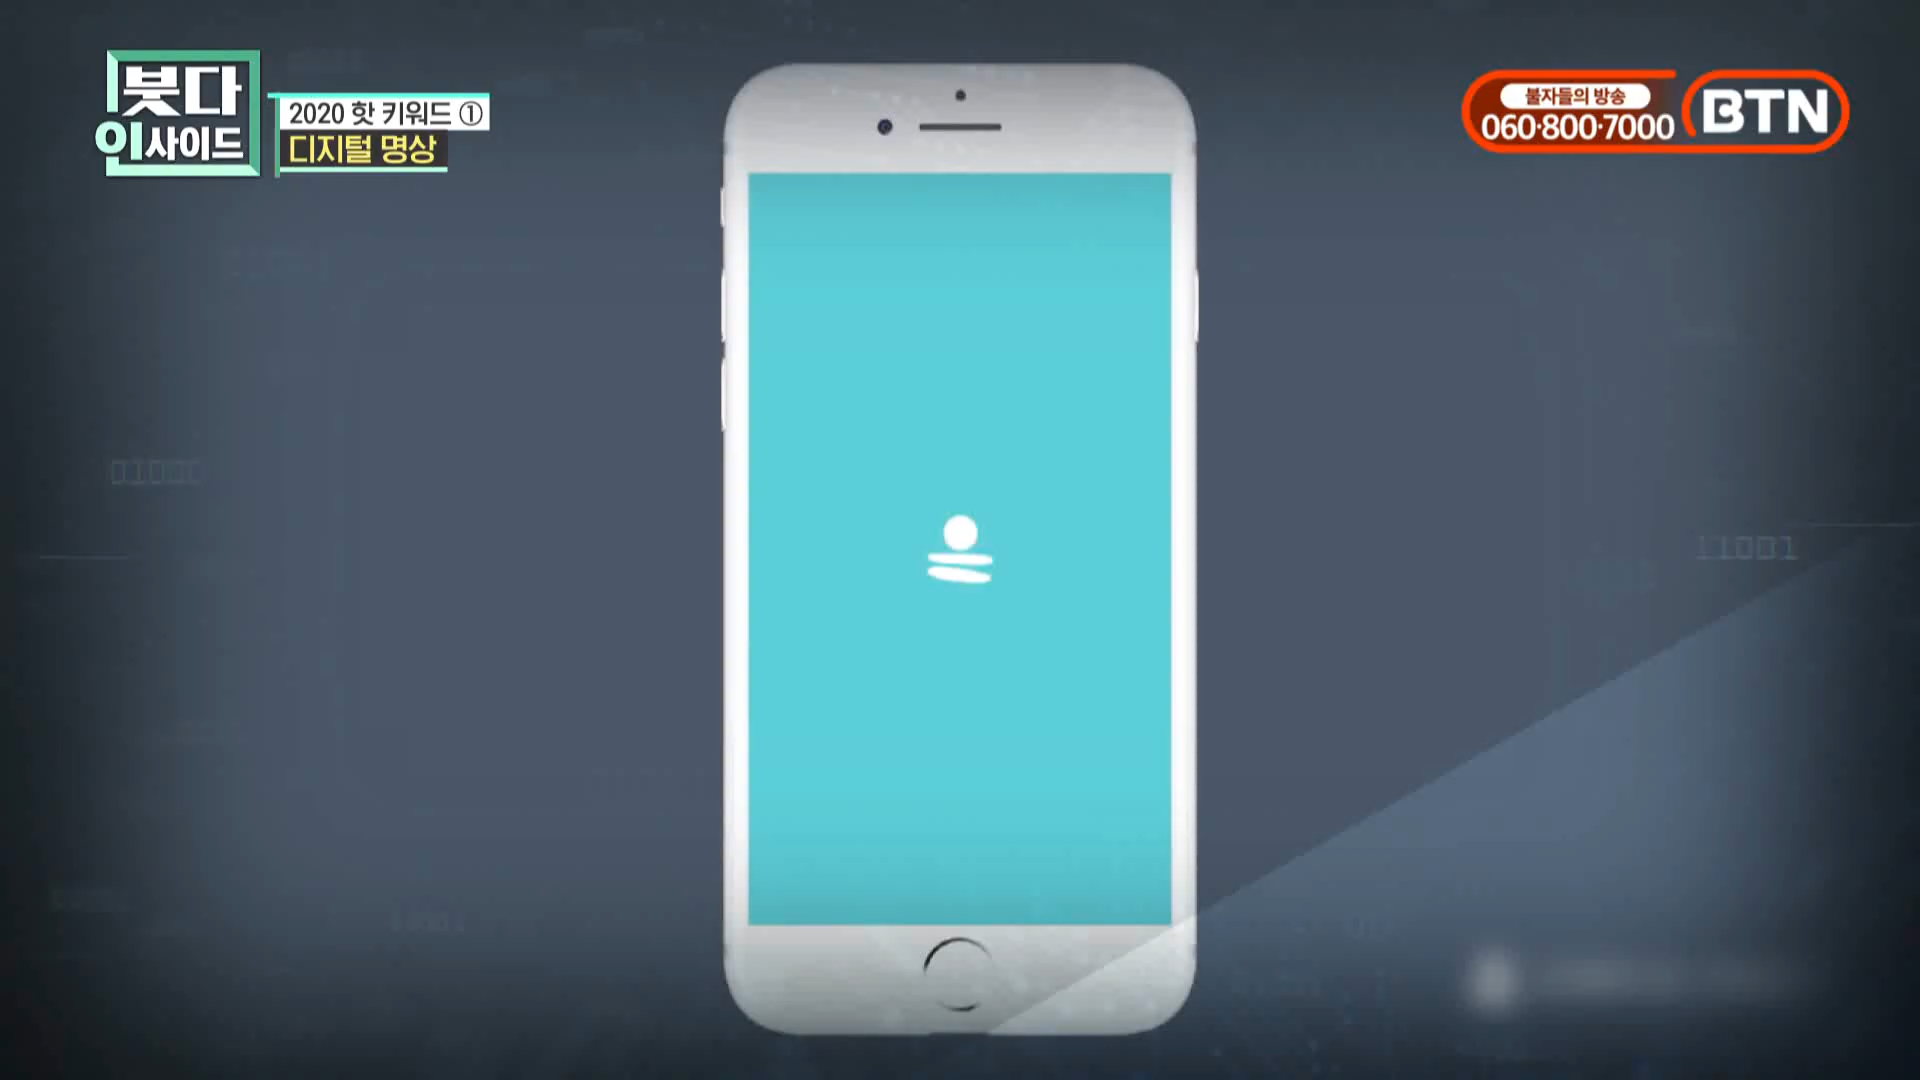 붓다
인사이드
2020 핫 키워드 ①
디지털 명상
불자들의 방송
060·800·7000
BTN
11001